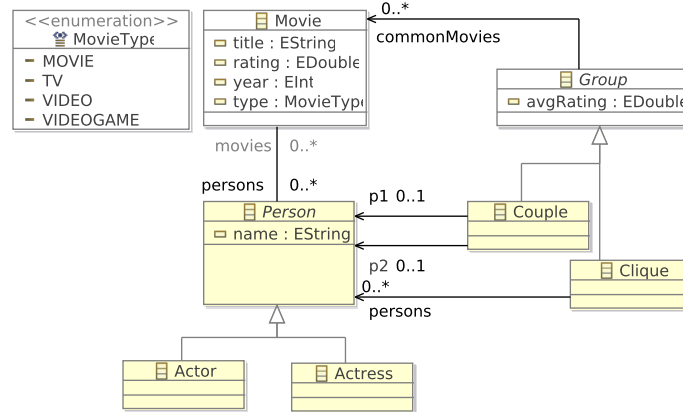 <<enumeration>>
MovieType
MOVIE
TV
VIDEO
VIDEOGAME
Movie
title : EString
rating : EDouble
year : EInt
type : MovieType
0..*
commonMovies
Group
avgRating : EDouble
movies 0..*
persons 0..*
Person
name : EString
p1 0..1
Couple
p2 0..1
0..*
persons
Clique
Actor
Actress